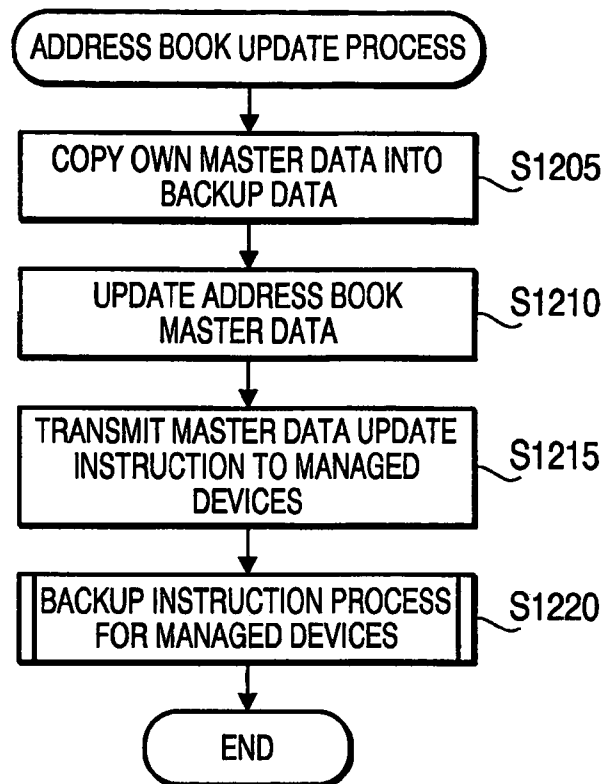 ADDRESS BOOK UPDATE PROCESS
COPY OWN MASTER DATA INTO
BACKUP DATA
S1205
UPDATE ADDRESS BOOK
MASTER DATA
S1210
TRANSMIT MASTER DATA UPDATE
INSTRUCTION TO MANAGED
DEVICES
S1215
BACKUP INSTRUCTION PROCESS
FOR MANAGED DEVICES
S1220
END